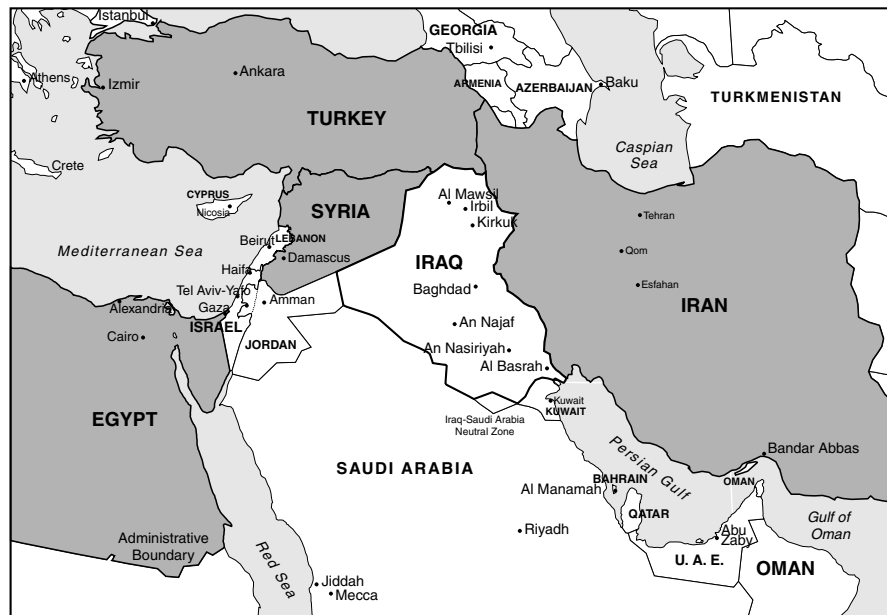 Istanbul
GEORGIA
Tbilisi
Athens
Izmir
Ankara
ARMENIA
AZERBAIJAN
Baku
TURKMENISTAN
TURKEY
Caspian
Sea
Crete
CYPRUS
Nicosia
SYRIA
Al Mawsil
Irbil
Kirkuk
Tehran
Mediterranean Sea
Beirut
LEBANON
Damascus
IRAQ
Qom
Haifa
Tel Aviv-Yafo
Baghdad
Esfahan
IRAN
Alexandria
Gaza
Amman
ISRAEL
Cairo
JORDAN
An Najaf
An Nasiriyah
Al Basrah
EGYPT
Kuwait
KUWAIT
Iraq-Saudi Arabia
Neutral Zone
Bandar Abbas
SAUDI ARABIA
Persian Gulf
BAHRAIN
OMAN
Al Manamah
QATAR
Administrative
Boundary
Red Sea
Riyadh
Abu
Zaby
Gulf of
Oman
U. A. E.
OMAN
Jiddah
Mecca